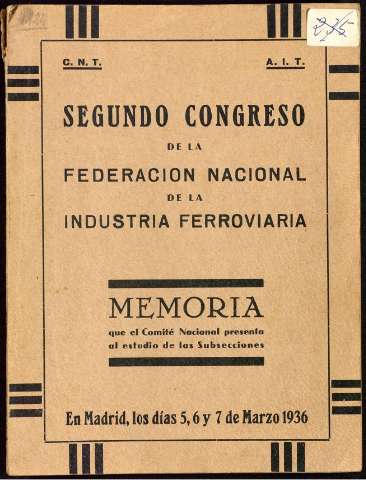 C. N. T. A. I. T.
SEGUNDO CONGRESO
DE LA
FEDERACION NACIONAL
DE LA
INDUSTRIA FERROVIARIA
MEMORIA
que el Comité Nacional presenta
al estudio de las Subsecciones
En Madrid, los días 5, 6 y 7 de Marzo 1936